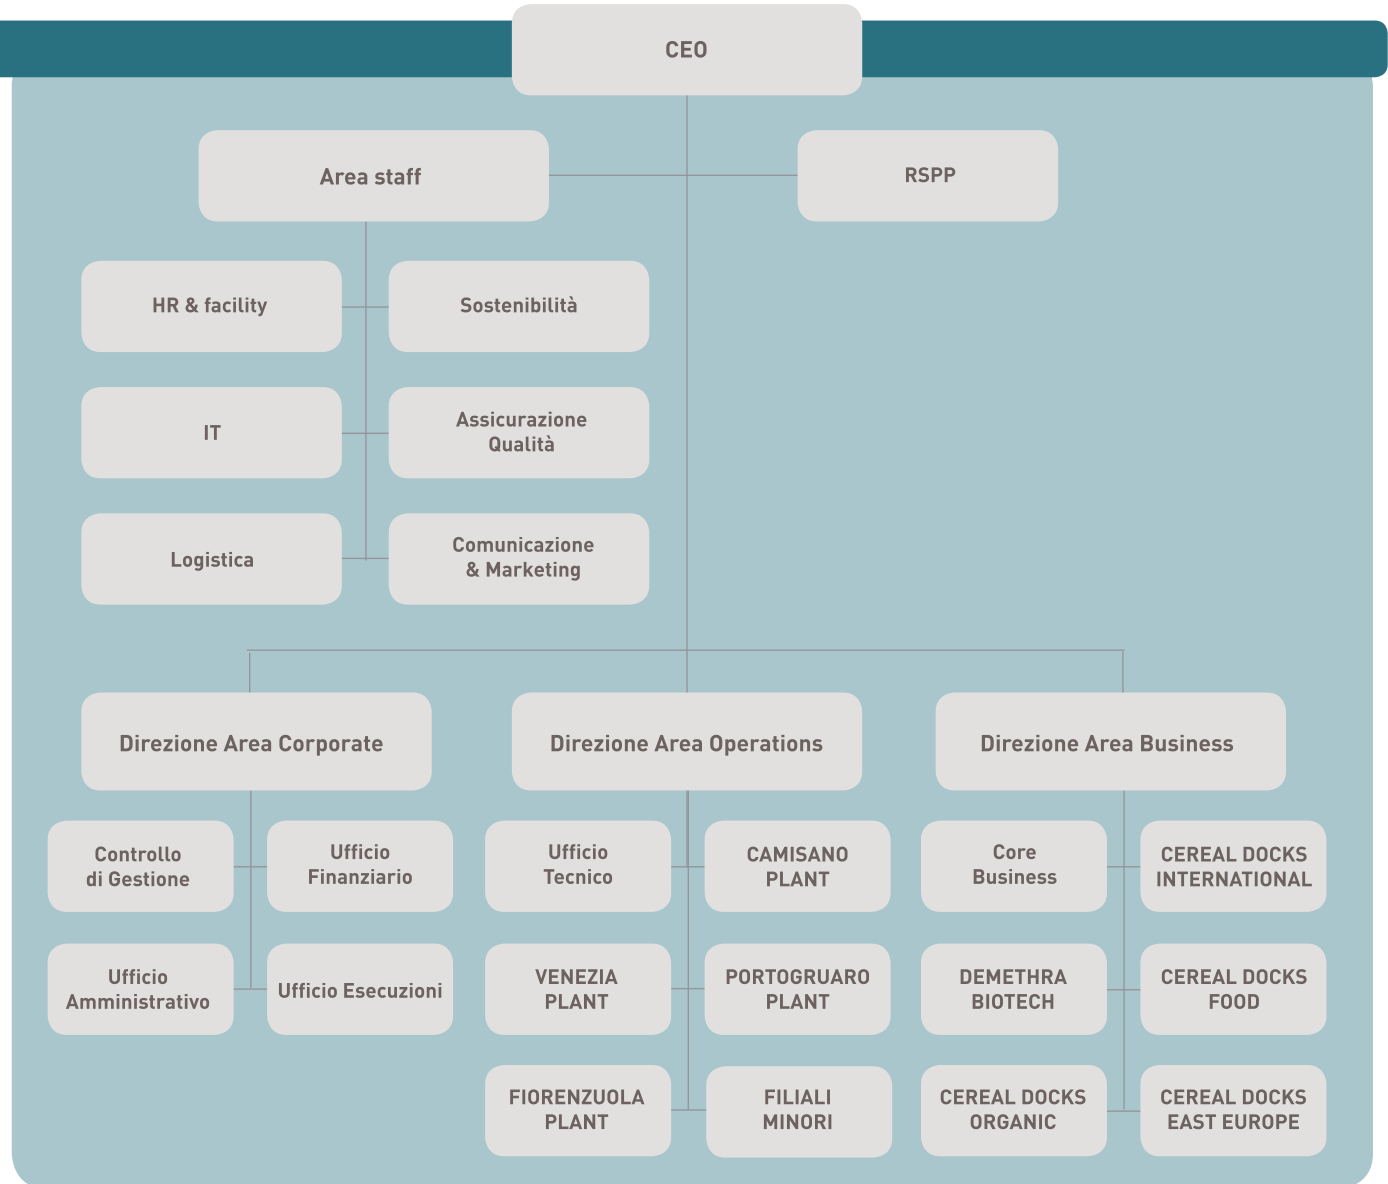 CEO
Area staff
RSPP
HR & facility
Sostenibilità
IT
Assicurazione
Qualità
Logistica
Comunicazione
& Marketing
Direzione Area Corporate
Direzione Area Operations
Direzione Area Business
Controllo
di Gestione
Ufficio
Finanziario
Ufficio
Tecnico
CAMISANO
PLANT
Core
Business
CEREAL DOCKS
INTERNATIONAL
Ufficio
Amministrativo
Ufficio Esecuzioni
VENEZIA
PLANT
PORTOGRUARO
PLANT
DEMETHRA
BIOTECH
CEREAL DOCKS
FOOD
FIORENZUOLA
PLANT
FILIALI
MINORI
CEREAL DOCKS
ORGANIC
CEREAL DOCKS
EAST EUROPE